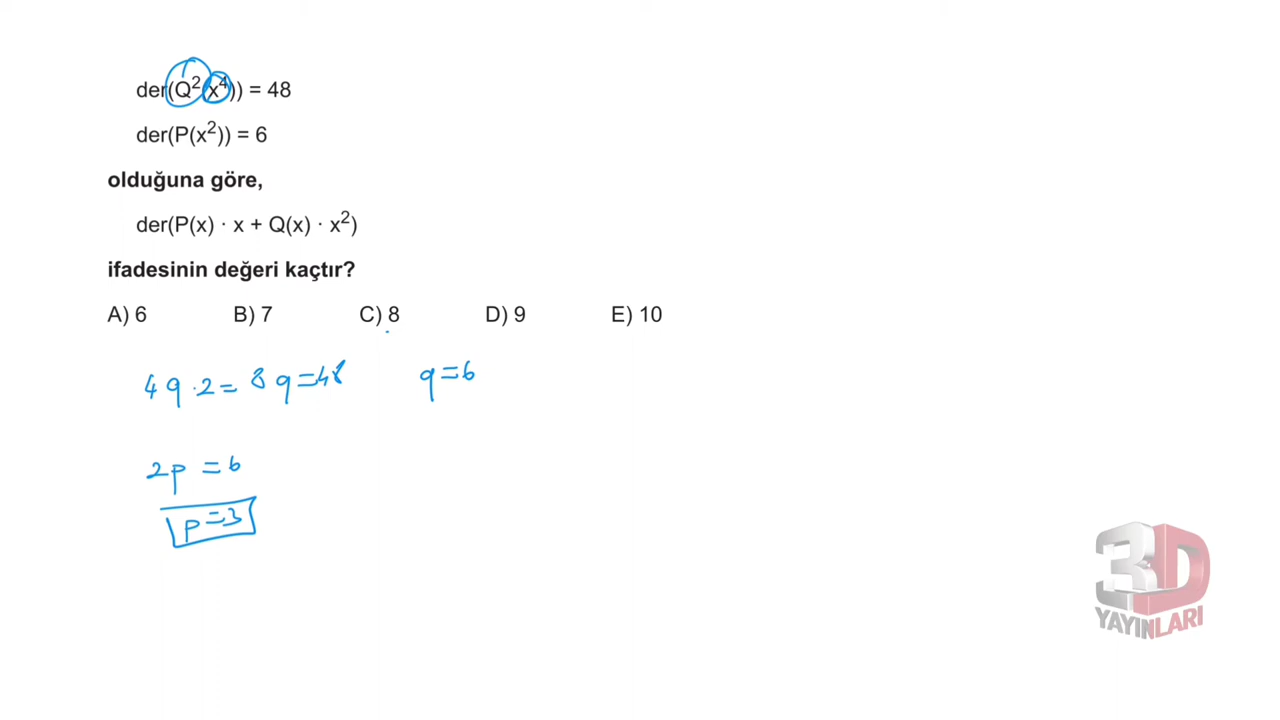 der(Q²(x⁴)) = 48
der(P(x²)) = 6
olduğuna göre,
der(P(x) · x + Q(x) · x²)
ifadesinin değeri kaçtır?
A) 6 B) 7 C) 8 D) 9 E) 10
4q·2 = 8q=48 q=6
2p = 6
p=3
3D
YAYINLARI